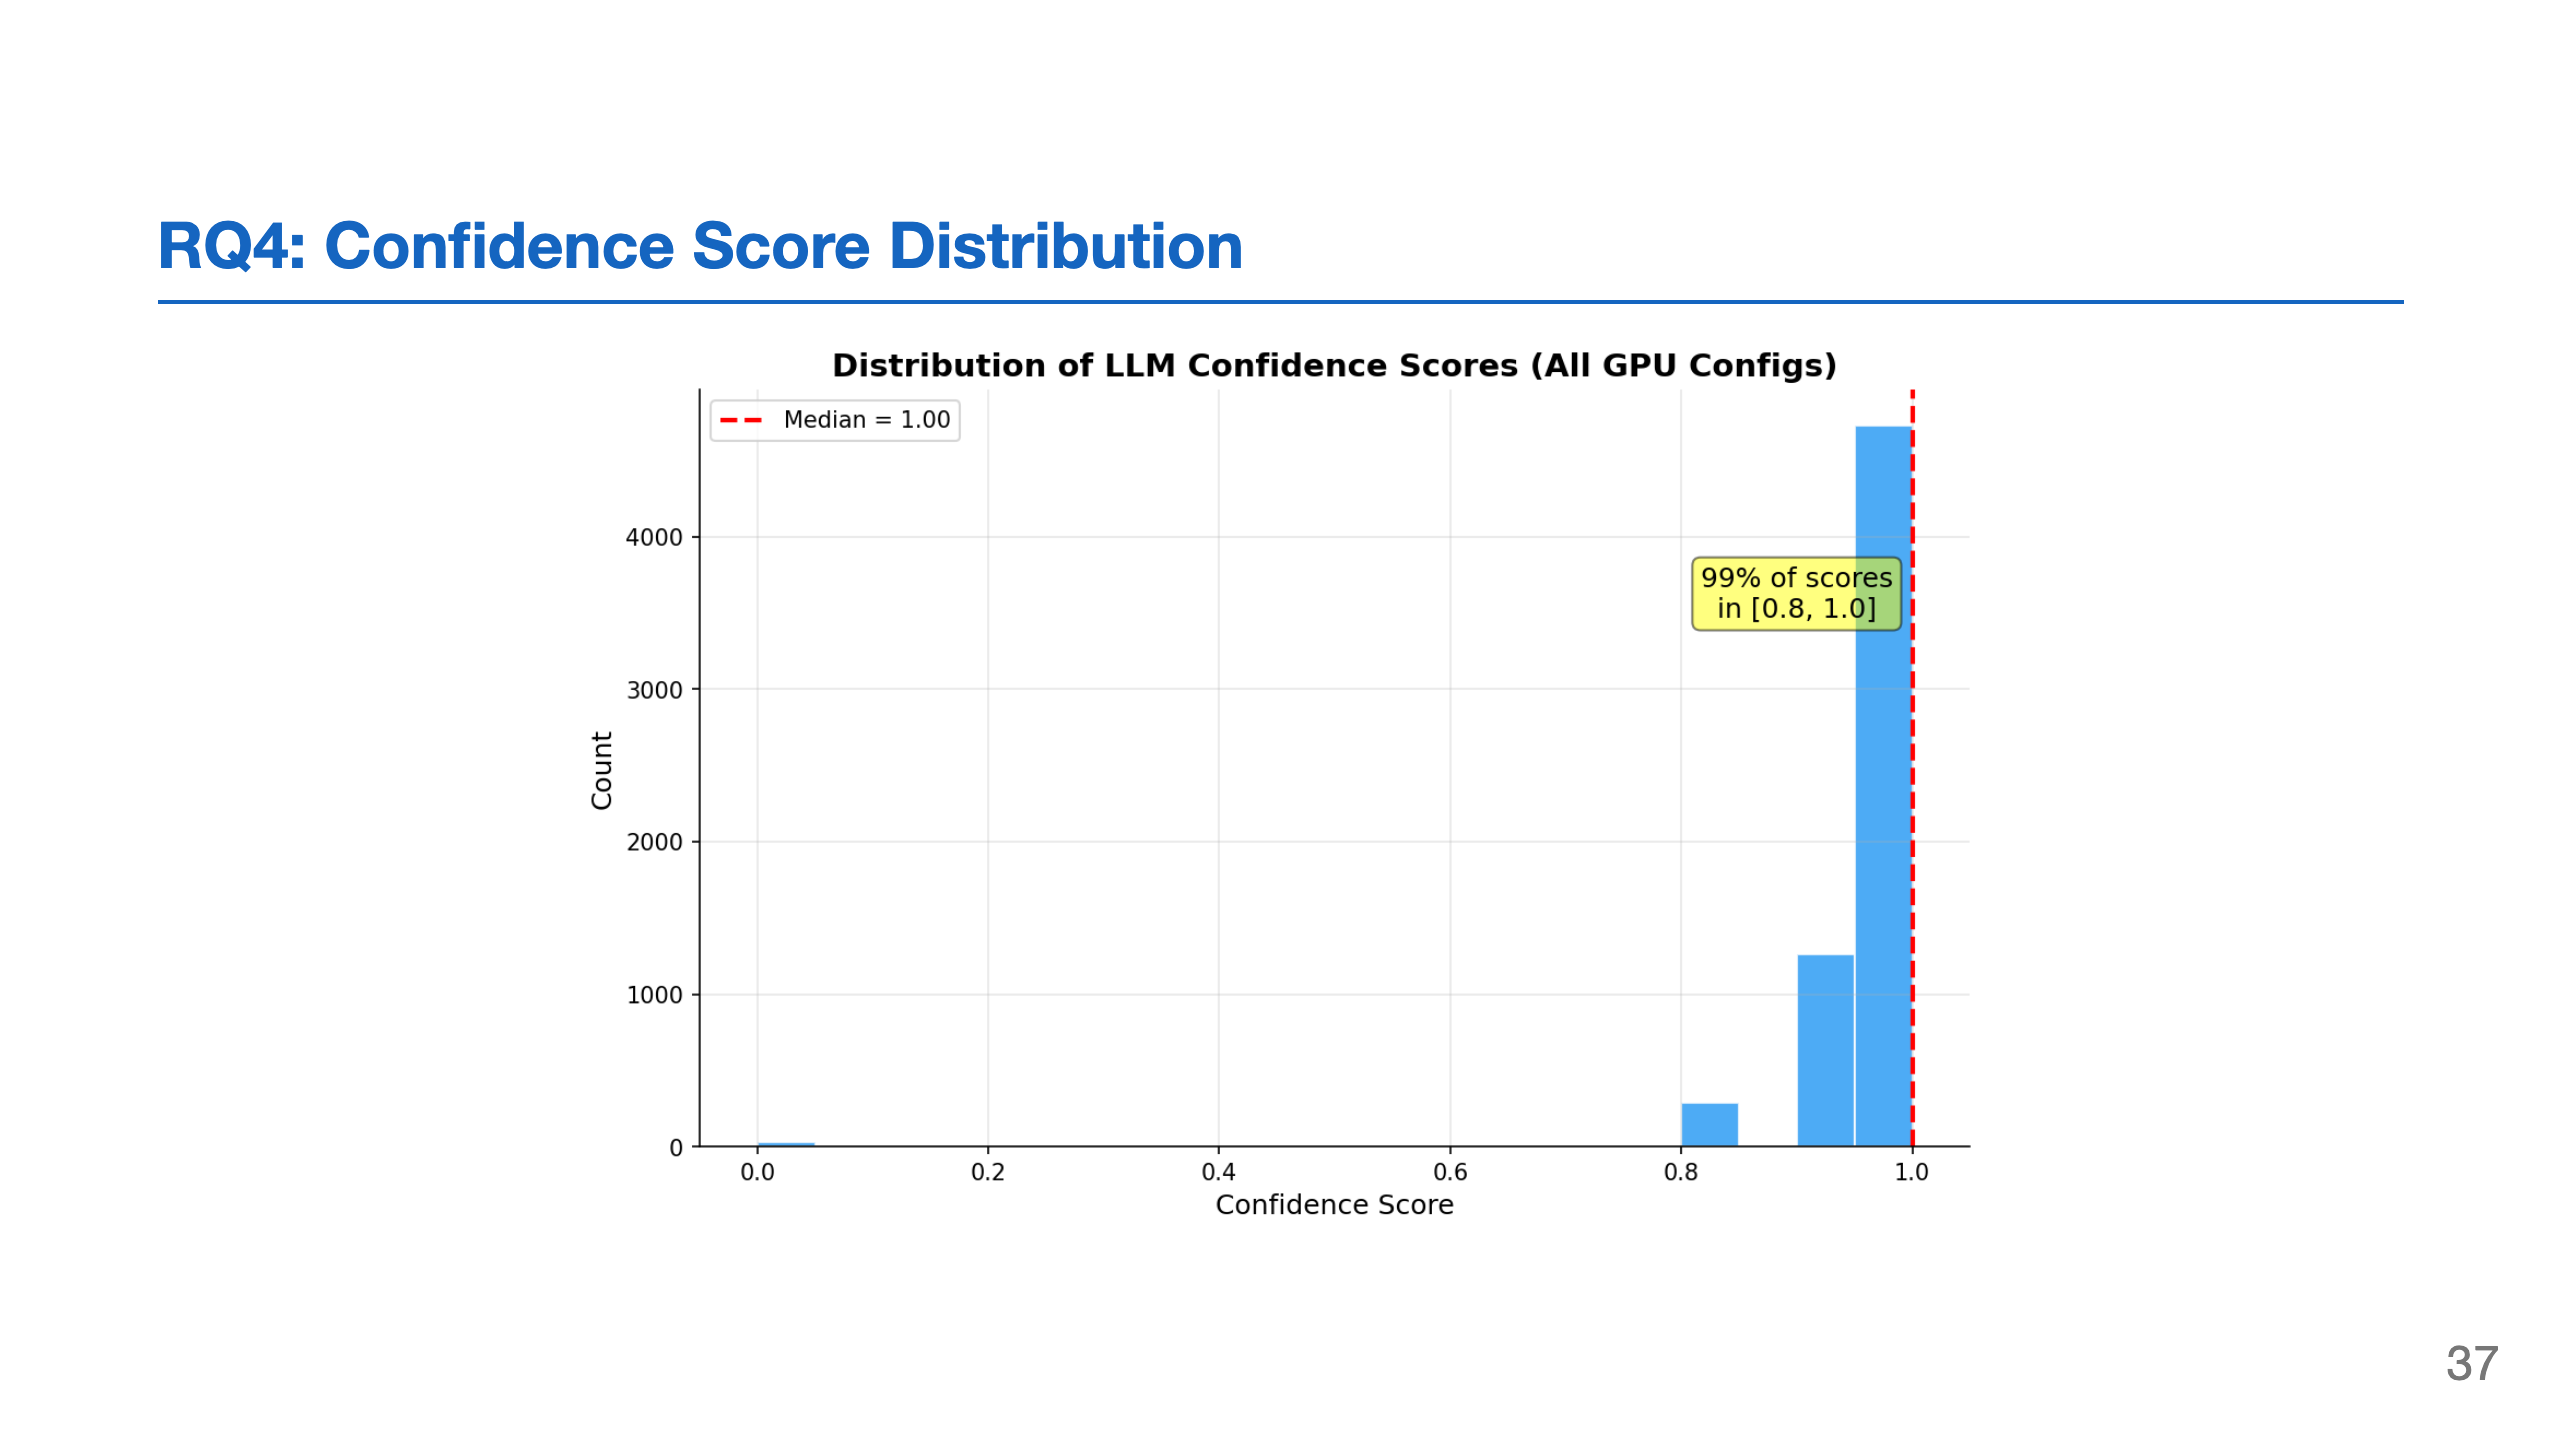 RQ4: Confidence Score Distribution
Distribution of LLM Confidence Scores (All GPU Configs)
Median = 1.00
99% of scores
in [0.8, 1.0]
Count
4000
3000
2000
1000
0
0.0 0.2 0.4 0.6 0.8 1.0
Confidence Score
37